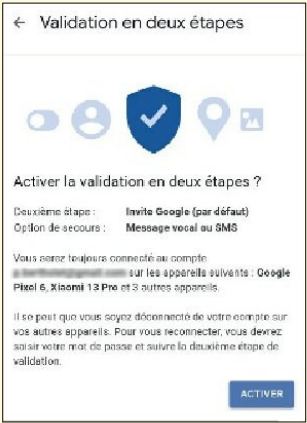 ← Validation en deux étapes
Activer la validation en deux étapes ?
Deuxième étape : Invite Google (par défaut)
Option de secours : Message vocal ou SMS
Vous serez toujours connecté au compte
sur les appareils suivants : Google
Pixel 6, Xiaomi 13 Pro et 3 autres appareils.
Il se peut que vous soyez déconnecté de votre compte sur
vos autres appareils. Pour vous reconnecter, vous devrez
saisir votre mot de passe et suivre la deuxième étape de
validation.
ACTIVER